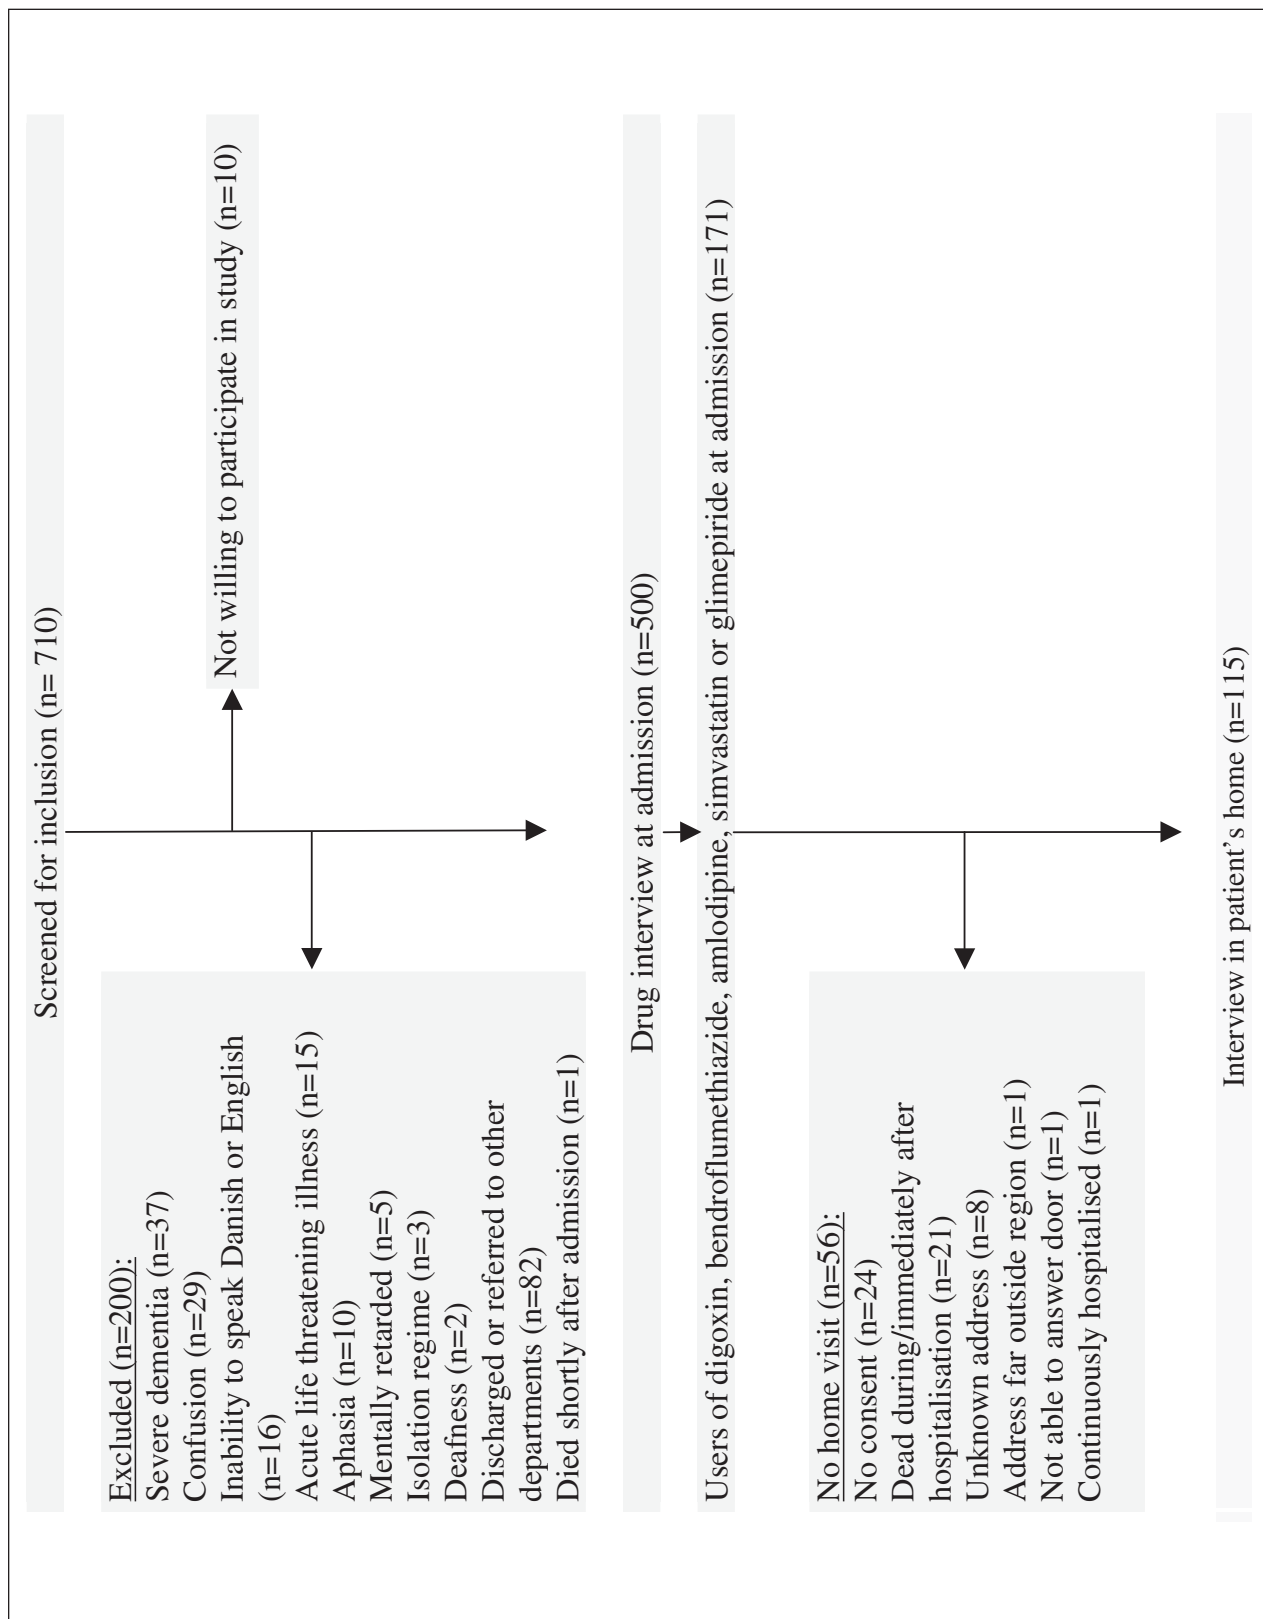 Screened for inclusion (n= 710)
Not willing to participate in study (n=10)
Excluded (n=200):
Severe dementia (n=37)
Confusion (n=29)
Inability to speak Danish or English
(n=16)
Acute life threatening illness (n=15)
Aphasia (n=10)
Mentally retarded (n=5)
Isolation regime (n=3)
Deafness (n=2)
Discharged or referred to other
departments (n=82)
Died shortly after admission (n=1)
Drug interview at admission (n=500)
Users of digoxin, bendroflumethiazide, amlodipine, simvastatin or glimepiride at admission (n=171)
No home visit (n=56):
No consent (n=24)
Dead during/immediately after
hospitalisation (n=21)
Unknown address (n=8)
Address far outside region (n=1)
Not able to answer door (n=1)
Continuously hospitalised (n=1)
Interview in patient’s home (n=115)